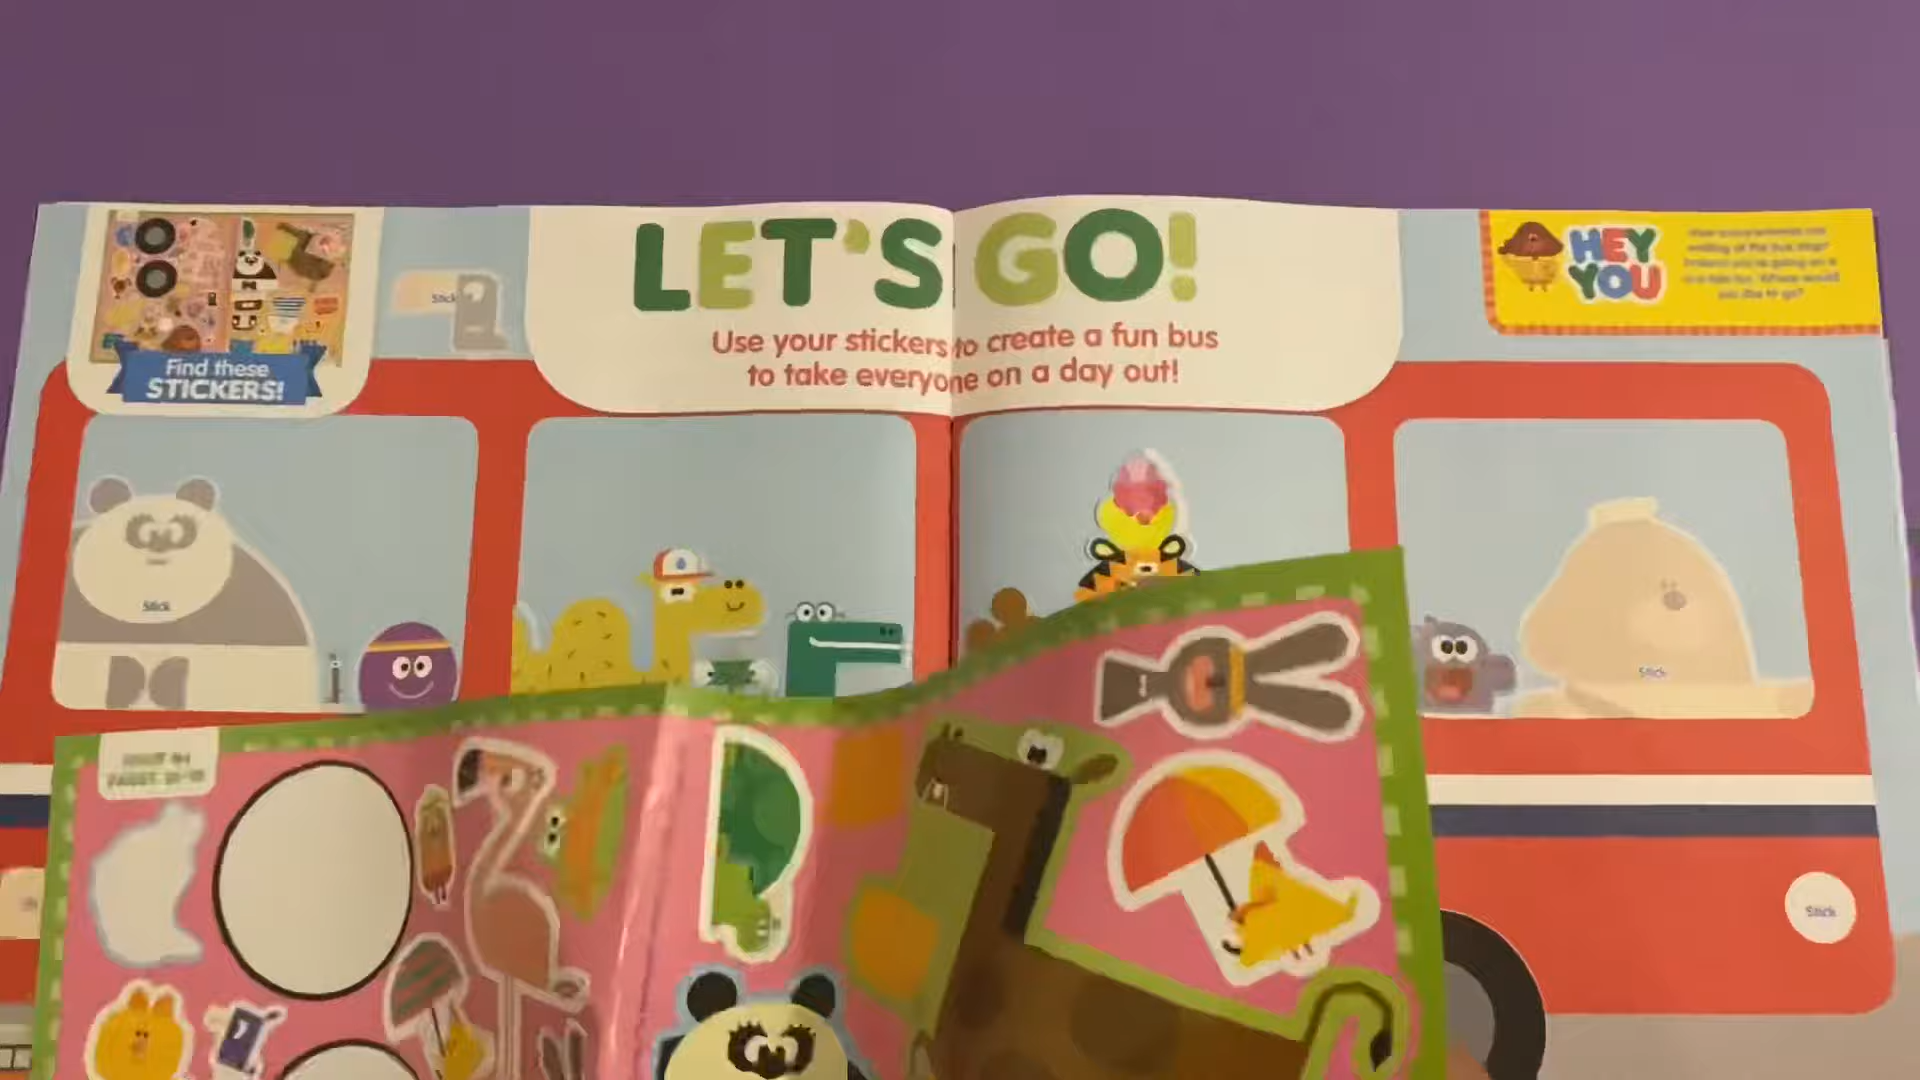 LET'S GO!
Use your stickers to create a fun bus
to take everyone on a day out!
Find these
STICKERS!
HEY
YOU
Stick
Stick
Stick
Stick